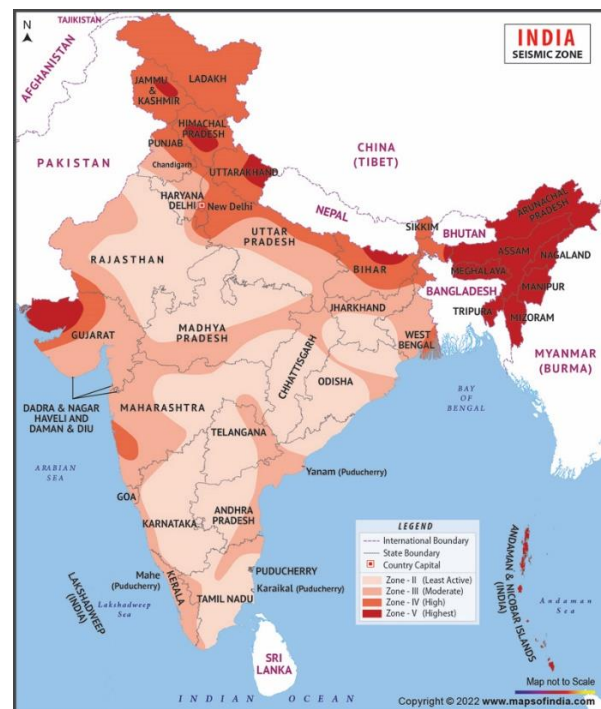 N
INDIA
SEISMIC ZONE
TAJIKISTAN
AFGHANISTAN
LADAKH
JAMMU
&
KASHMIR
HIMACHAL
PRADESH
PUNJAB
CHINA
(TIBET)
PAKISTAN
Chandigarh
UTTARAKHAND
HARYANA
DELHI
New Delhi
NEPAL
SIKKIM
BHUTAN
ARUNACHAL
PRADESH
UTTAR
PRADESH
RAJASTHAN
ASSAM
NAGALAND
BIHAR
MEGHALAYA
BANGLADESH
MANIPUR
JHARKHAND
TRIPURA
MIZORAM
GUJARAT
MADHYA
PRADESH
WEST
BENGAL
CHHATTISGARH
MYANMAR
(BURMA)
ODISHA
DADRA & NAGAR
HAVELI AND
DAMAN & DIU
MAHARASHTRA
BAY
OF
BENGAL
TELANGANA
ARABIAN
SEA
Yanam (Puducherry)
GOA
ANDHRA
PRADESH
KARNATAKA
LEGEND
International Boundary
State Boundary
Country Capital
Zone - II (Least Active)
Zone - III (Moderate)
Zone - IV (High)
Zone - V (Highest)
Mahe
(Puducherry)
PUDUCHERRY
Karaikal (Puducherry)
KERALA
TAMIL NADU
LAKSHADWEEP
(INDIA)
Lakshadweep
Sea
ANDAMAN & NICOBAR ISLANDS
(INDIA)
Andaman
Sea
SRI
LANKA
INDIAN OCEAN
Map not to Scale
Copyright © 2022 www.mapsofindia.com